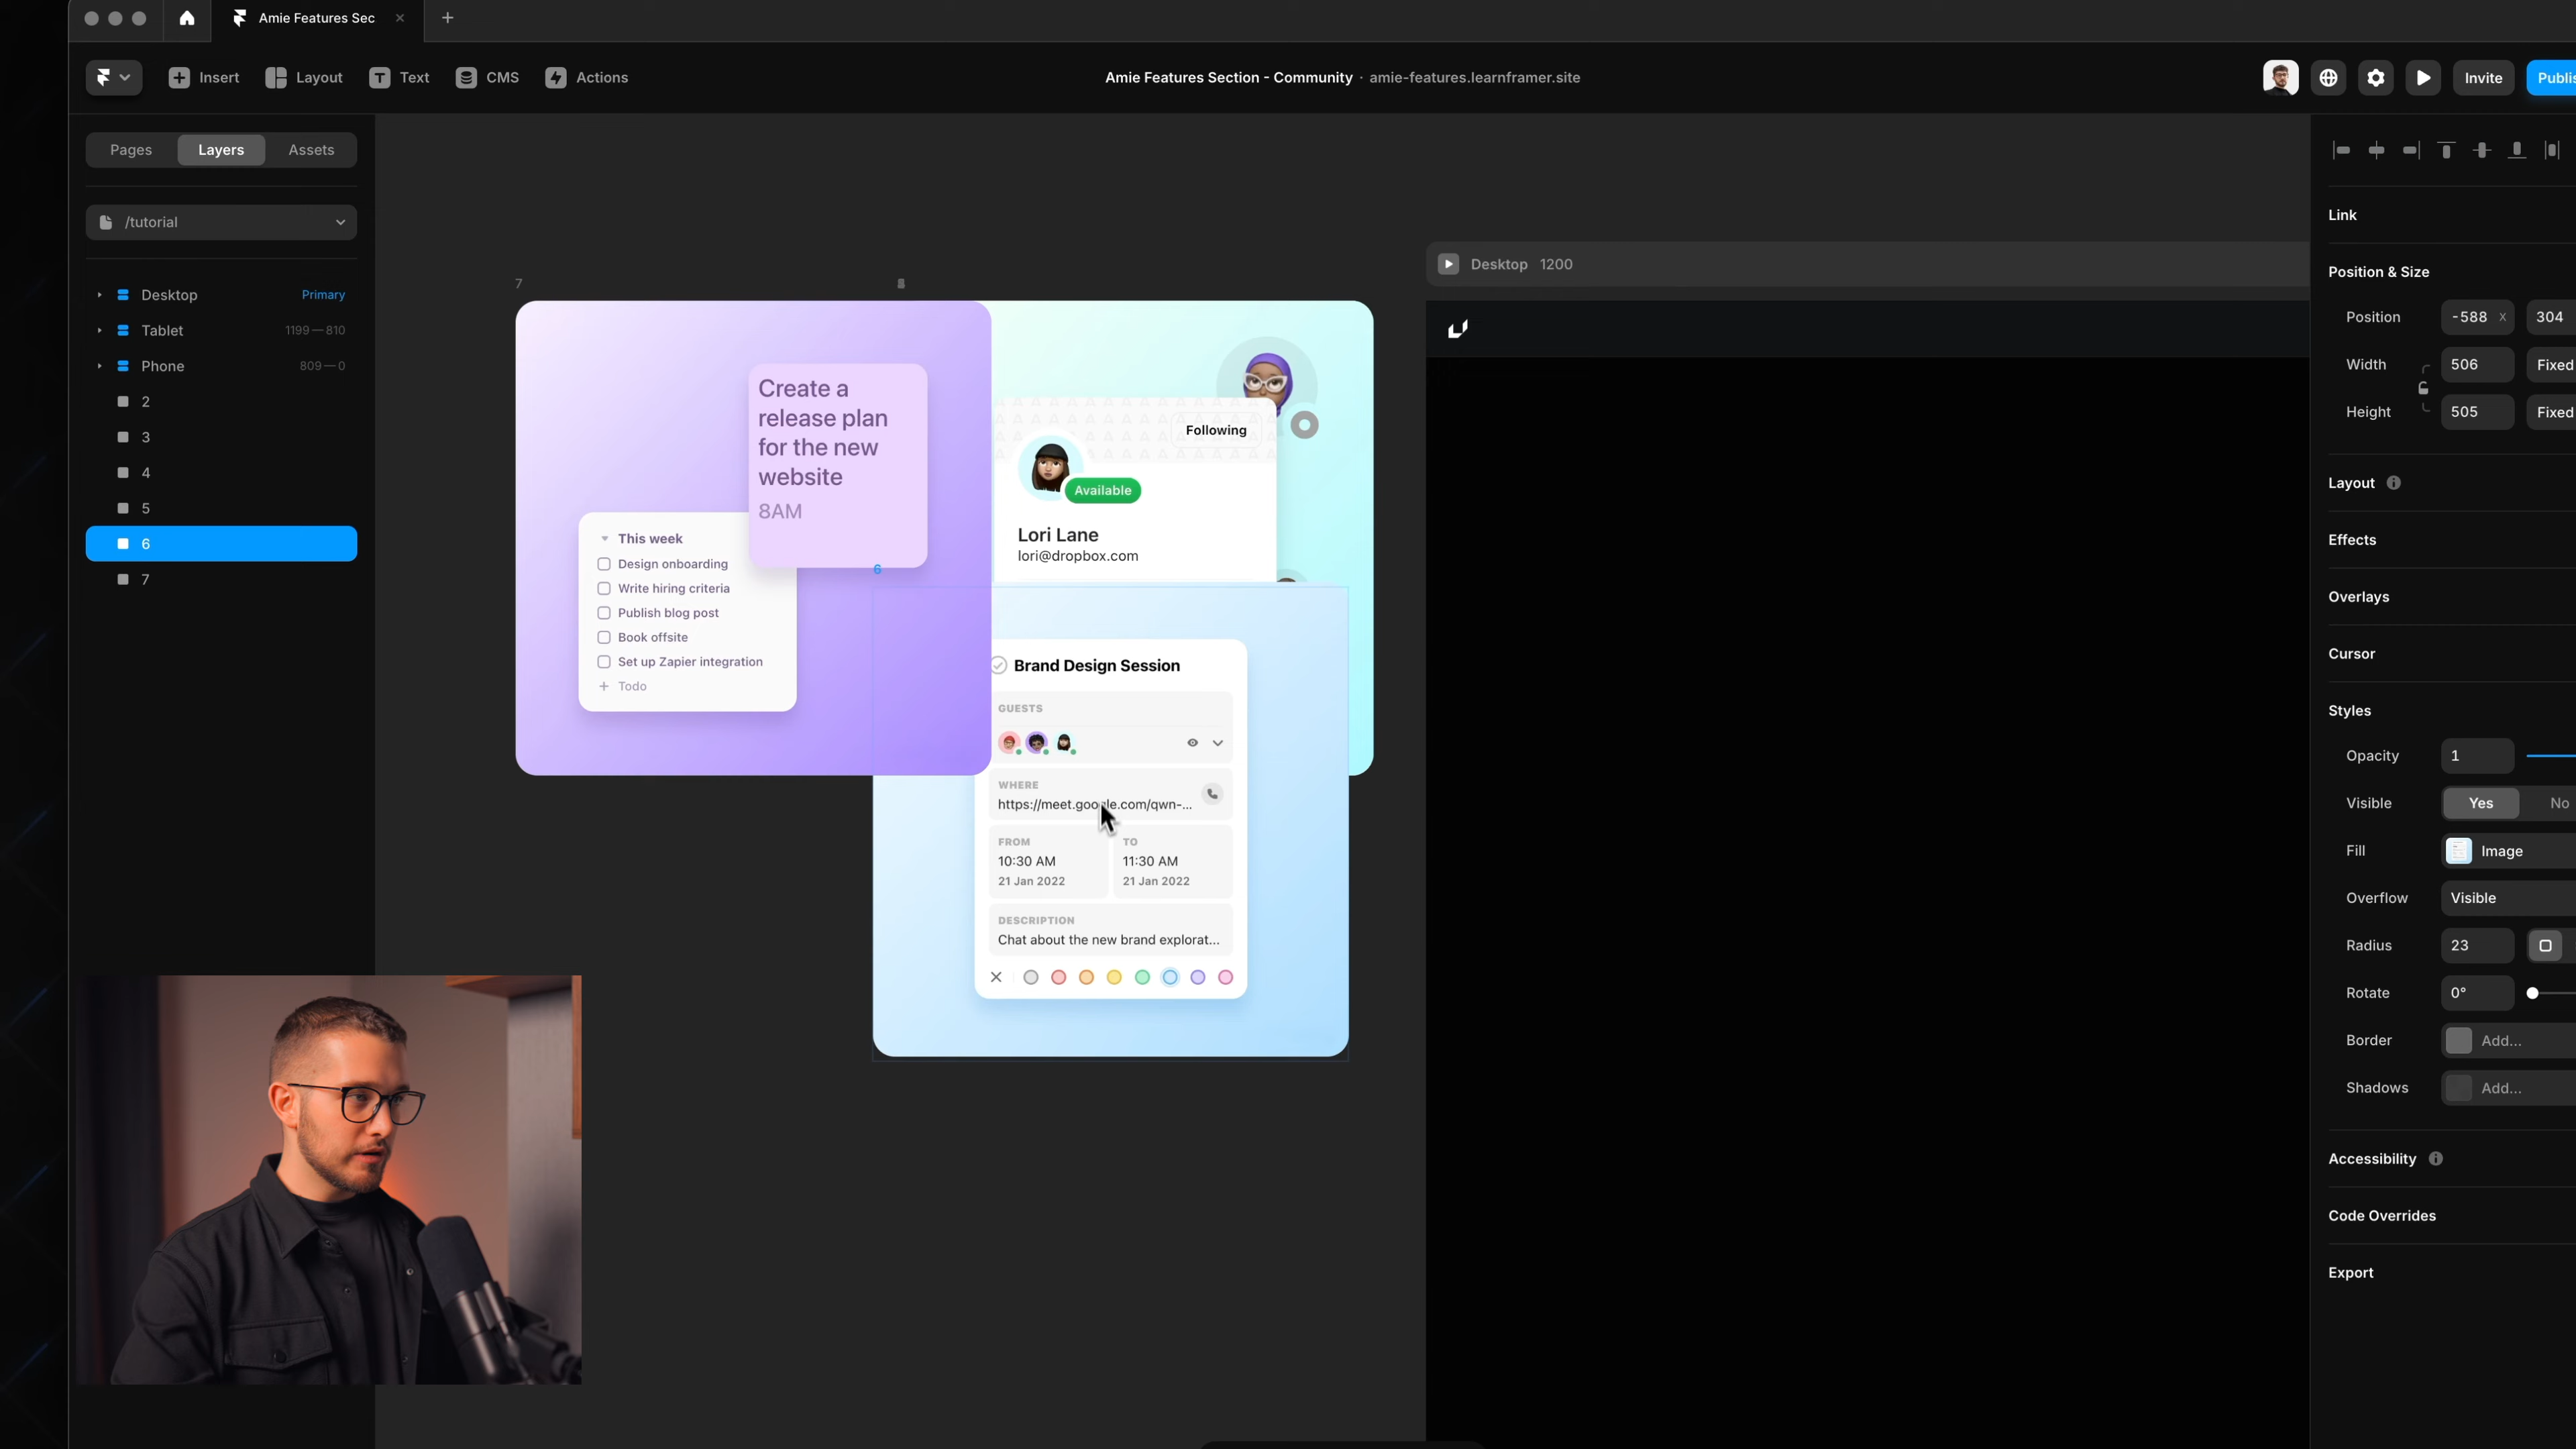 Amie Features Sec
Insert
Layout
Text
CMS
Actions
Amie Features Section - Community · amie-features.learnframer.site
Invite
Publis
Pages
Layers
Assets
/tutorial
Desktop
Primary
Tablet
1199 — 810
Phone
809 — 0
2
3
4
5
6
7
7
Create a
release plan
for the new
website
8AM
This week
Design onboarding
Write hiring criteria
Publish blog post
Book offsite
Set up Zapier integration
+ Todo
Following
Available
Lori Lane
lori@dropbox.com
6
Brand Design Session
GUESTS
WHERE
https://meet.google.com/qwn-...
FROM
10:30 AM
21 Jan 2022
TO
11:30 AM
21 Jan 2022
DESCRIPTION
Chat about the new brand explorat...
Desktop 1200
Link
Position & Size
Position
-588 X
304
Width
506
Fixed
Height
505
Fixed
Layout
Effects
Overlays
Cursor
Styles
Opacity
1
Visible
Yes
No
Fill
Image
Overflow
Visible
Radius
23
Rotate
0°
Border
Add...
Shadows
Add...
Accessibility
Code Overrides
Export